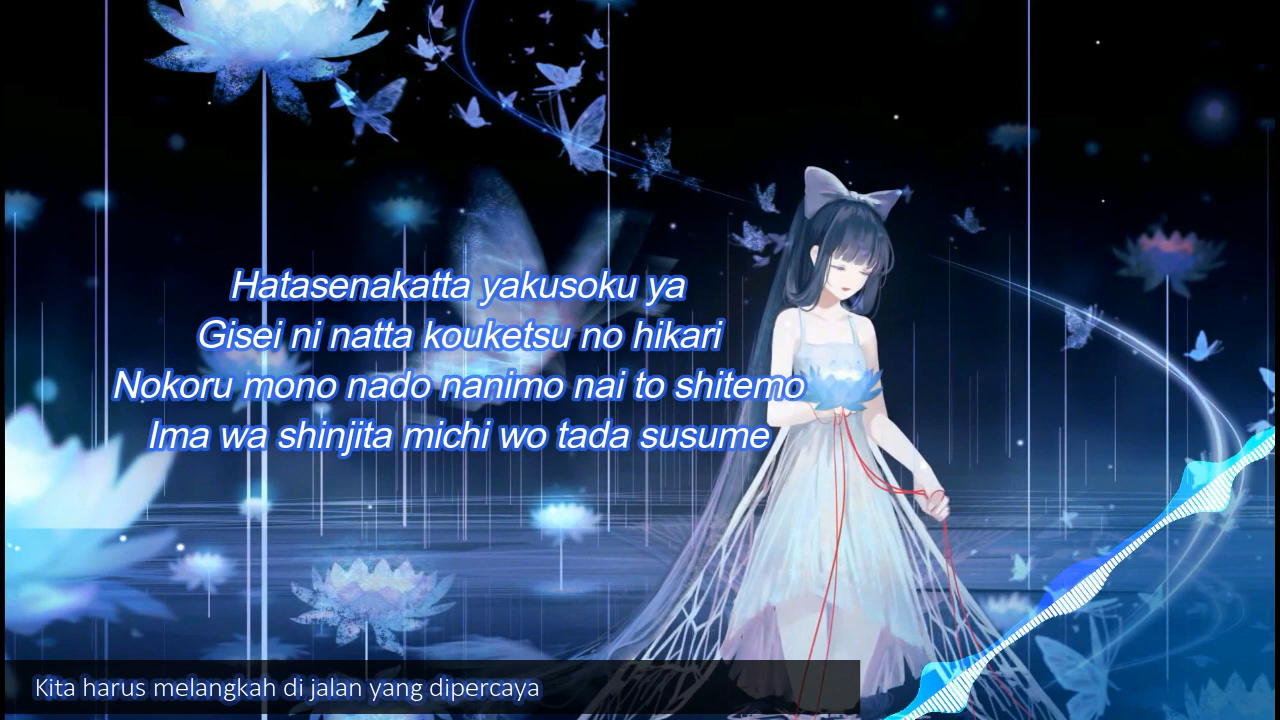 Hatasenakatta yakusoku ya
Gisei ni natta kouketsu no hikari
Nokoru mono nado nanimo nai to shitemo
Ima wa shinjita michi wo tada susume
Kita harus melangkah di jalan yang dipercaya